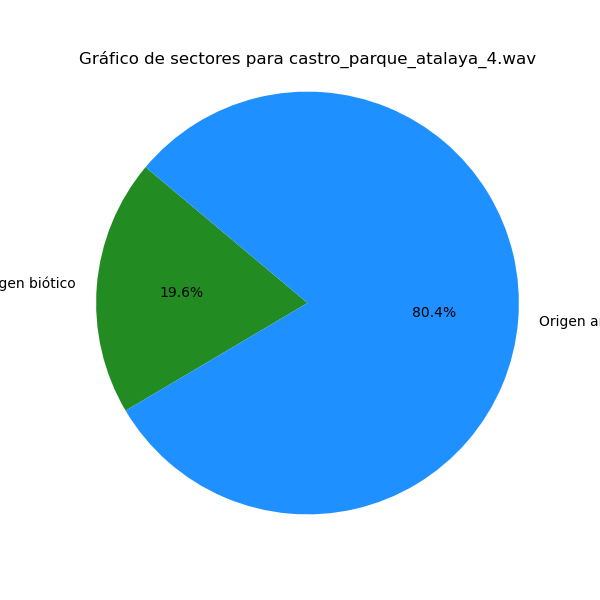 Gráfico de sectores para castro_parque_atalaya_4.wav
gen biótico
19.6%
80.4%
Origen